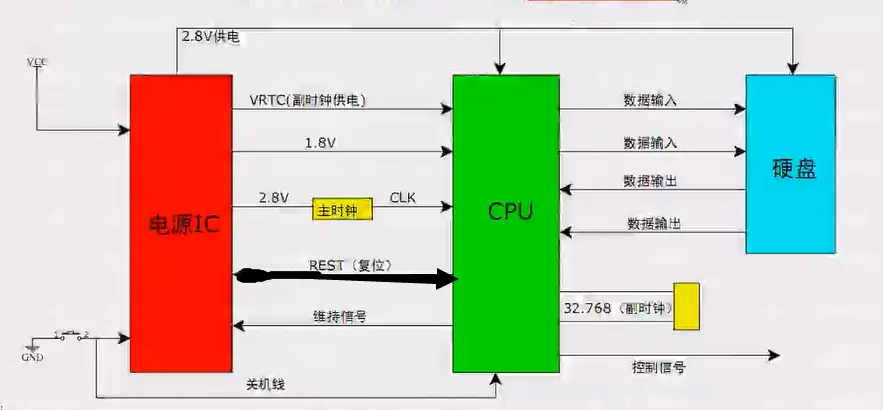 2.8V供电
VCC
VRTC(副时钟供电)
数据输入
1.8V
数据输入
硬盘
2.8V
主时钟
CLK
数据输出
电源IC
CPU
数据输出
REST（复位）
32.768（副时钟）
维持信号
1
2
GND
控制信号
关机线